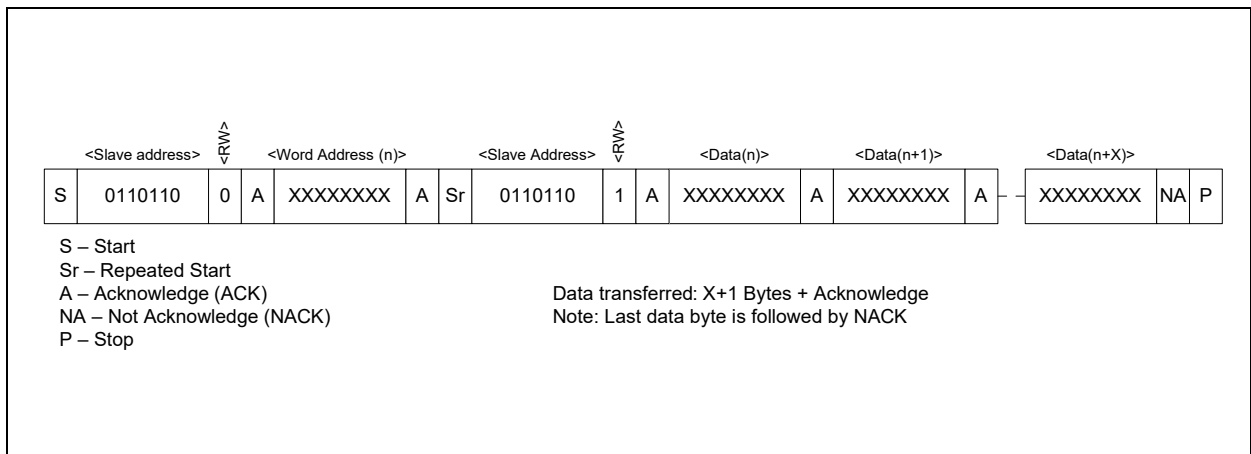 <Slave address> <RW> <Word Address (n)> <Slave Address> <RW> <Data(n)> <Data(n+1)> <Data(n+X)>
S 0110110 0 A XXXXXXXX A Sr 0110110 1 A XXXXXXXX A XXXXXXXX A XXXXXXXX NA P
S – Start
Sr – Repeated Start
A – Acknowledge (ACK)
NA – Not Acknowledge (NACK)
P – Stop
Data transferred: X+1 Bytes + Acknowledge
Note: Last data byte is followed by NACK